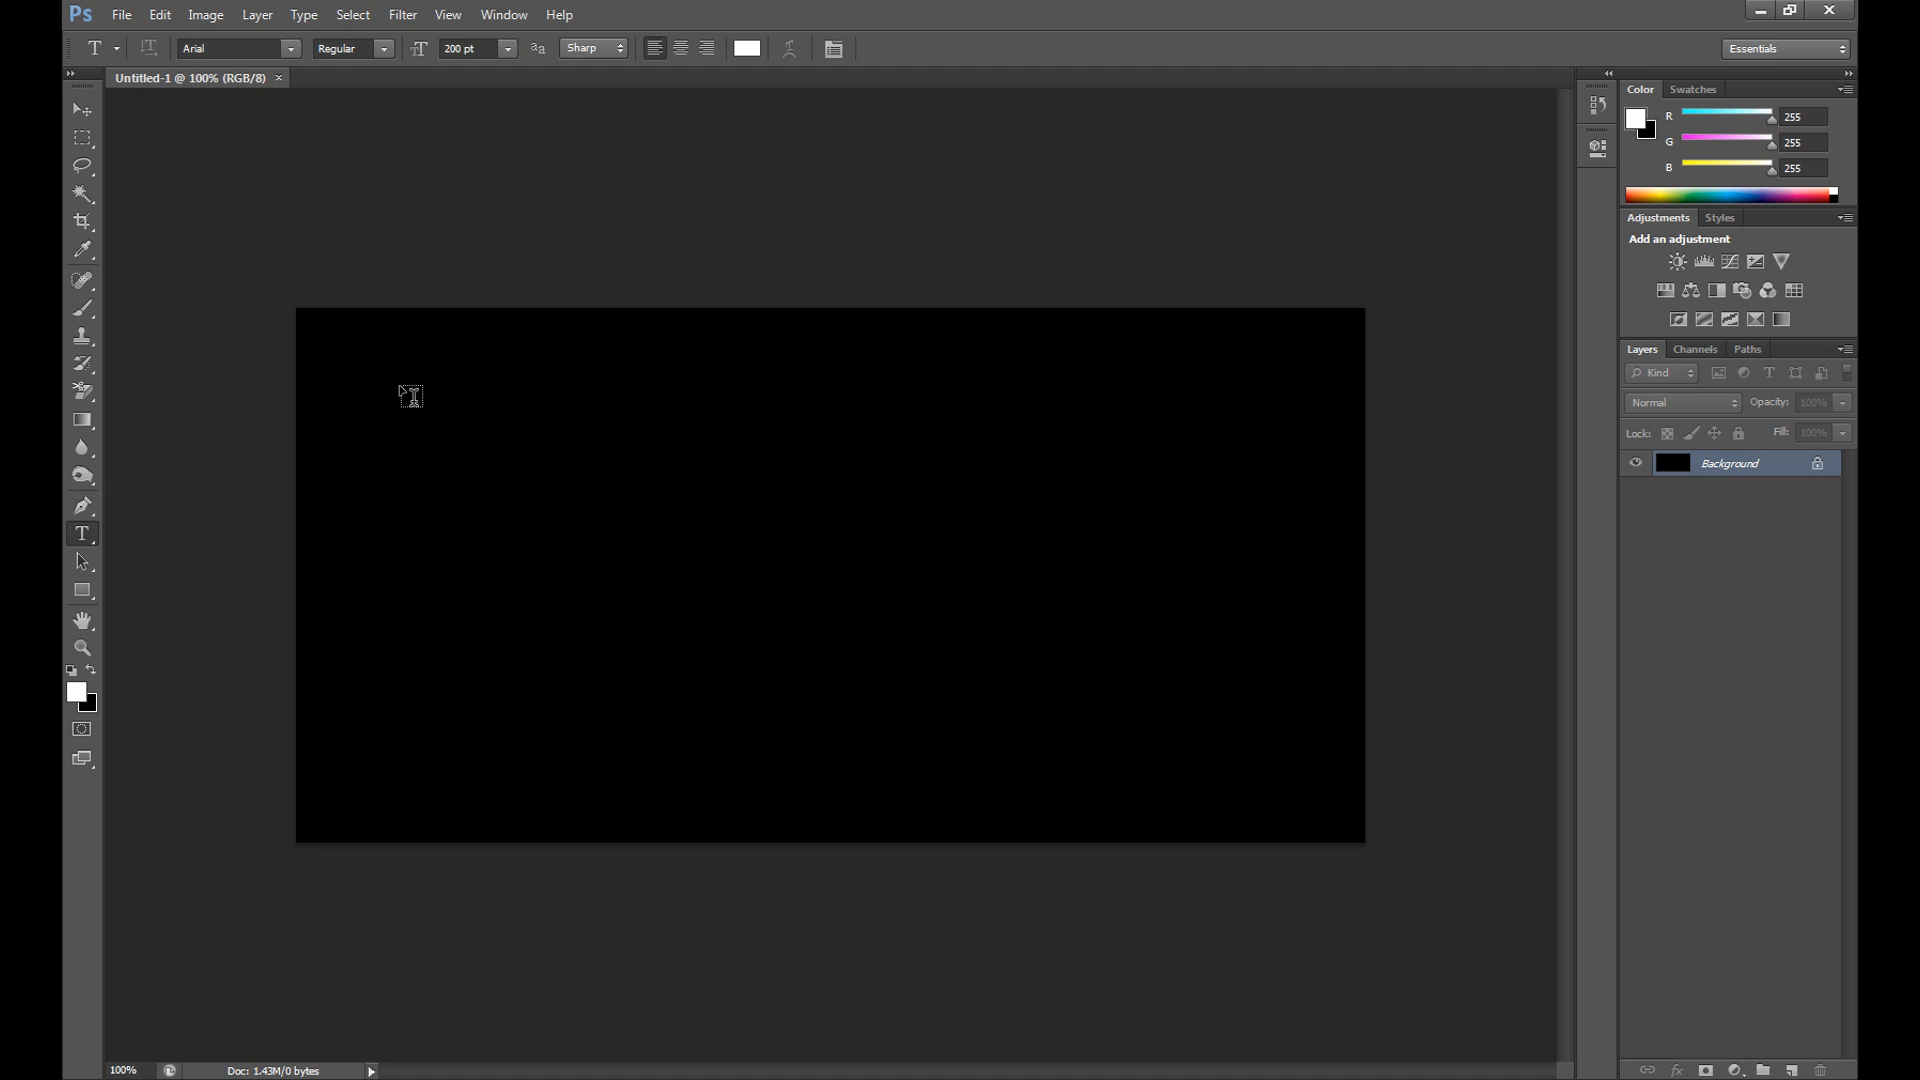 Ps File Edit Image Layer Type Select Filter View Window Help
T Arial Regular 200 pt Sharp Essentials
Untitled-1 @ 100% (RGB/8) ×
Color Swatches
R 255
G 255
B 255
Adjustments Styles
Add an adjustment
Layers Channels Paths
Kind
Normal Opacity: 100%
Lock: Fill: 100%
Background
100% Doc: 1.43M/0 bytes